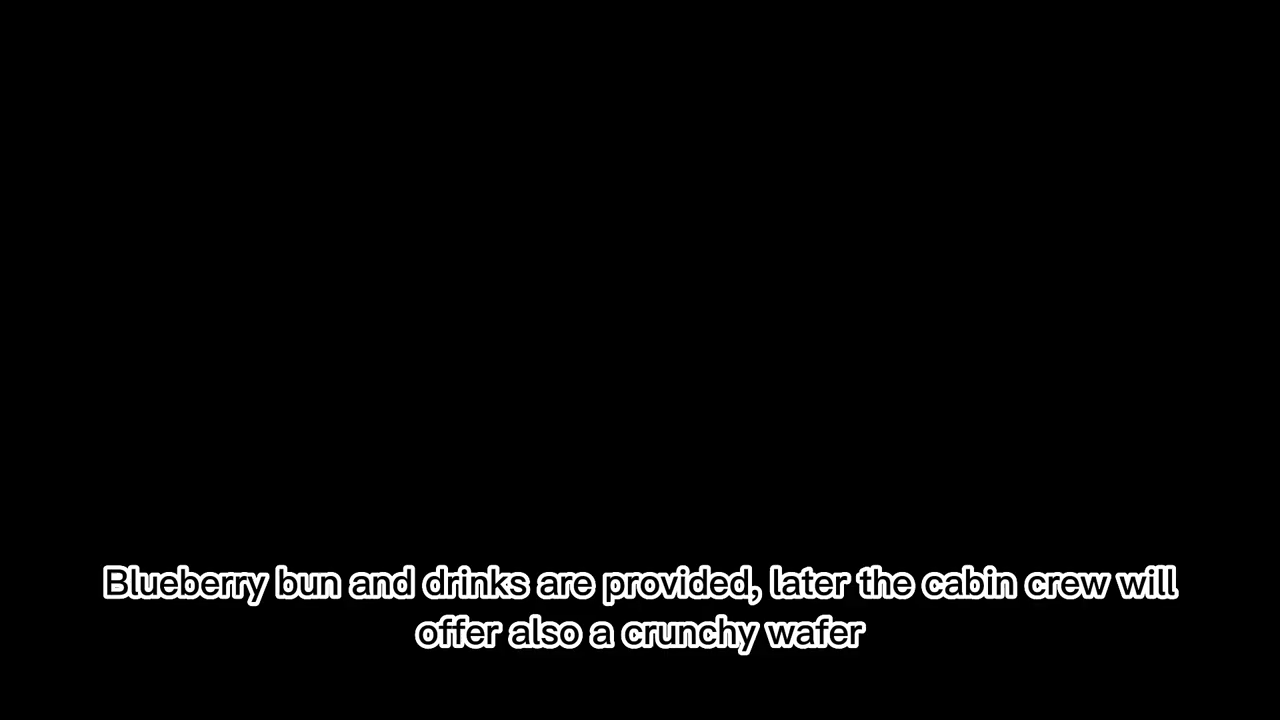 Blueberry bun and drinks are provided, later the cabin crew will
offer also a crunchy wafer